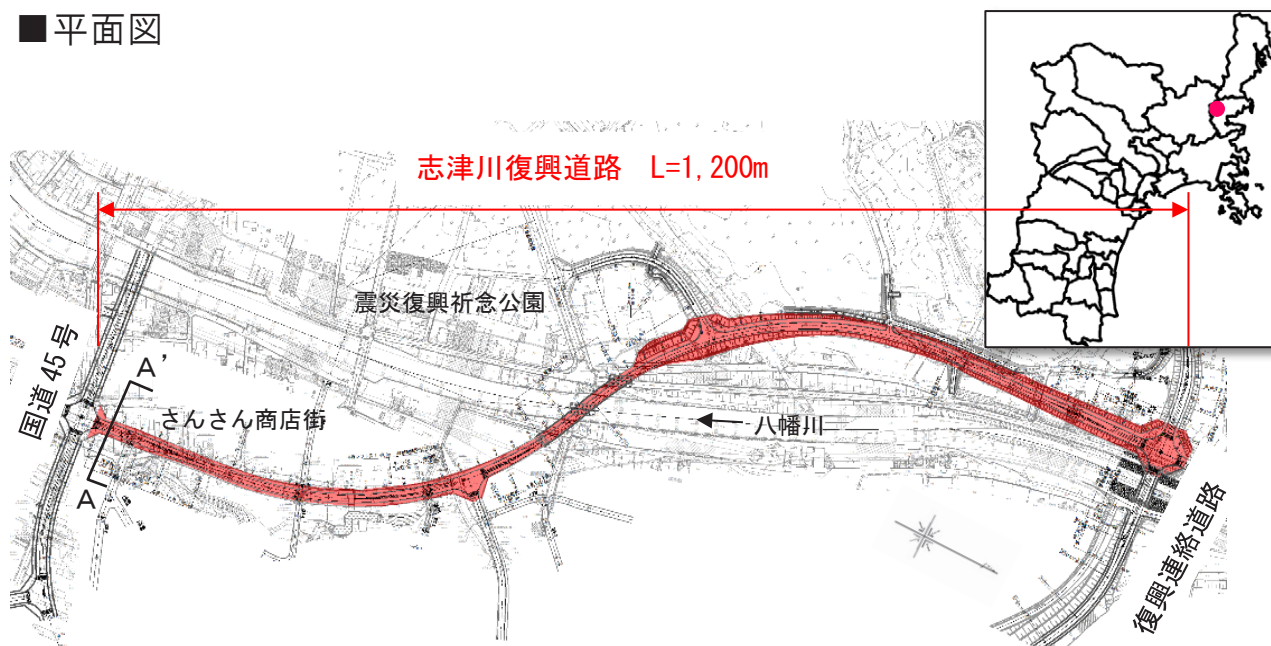 ■平面図
志津川復興道路　L=1,200m
震災復興祈念公園
国道45号
A'
さんさん商店街
八幡川
A
復興連絡道路